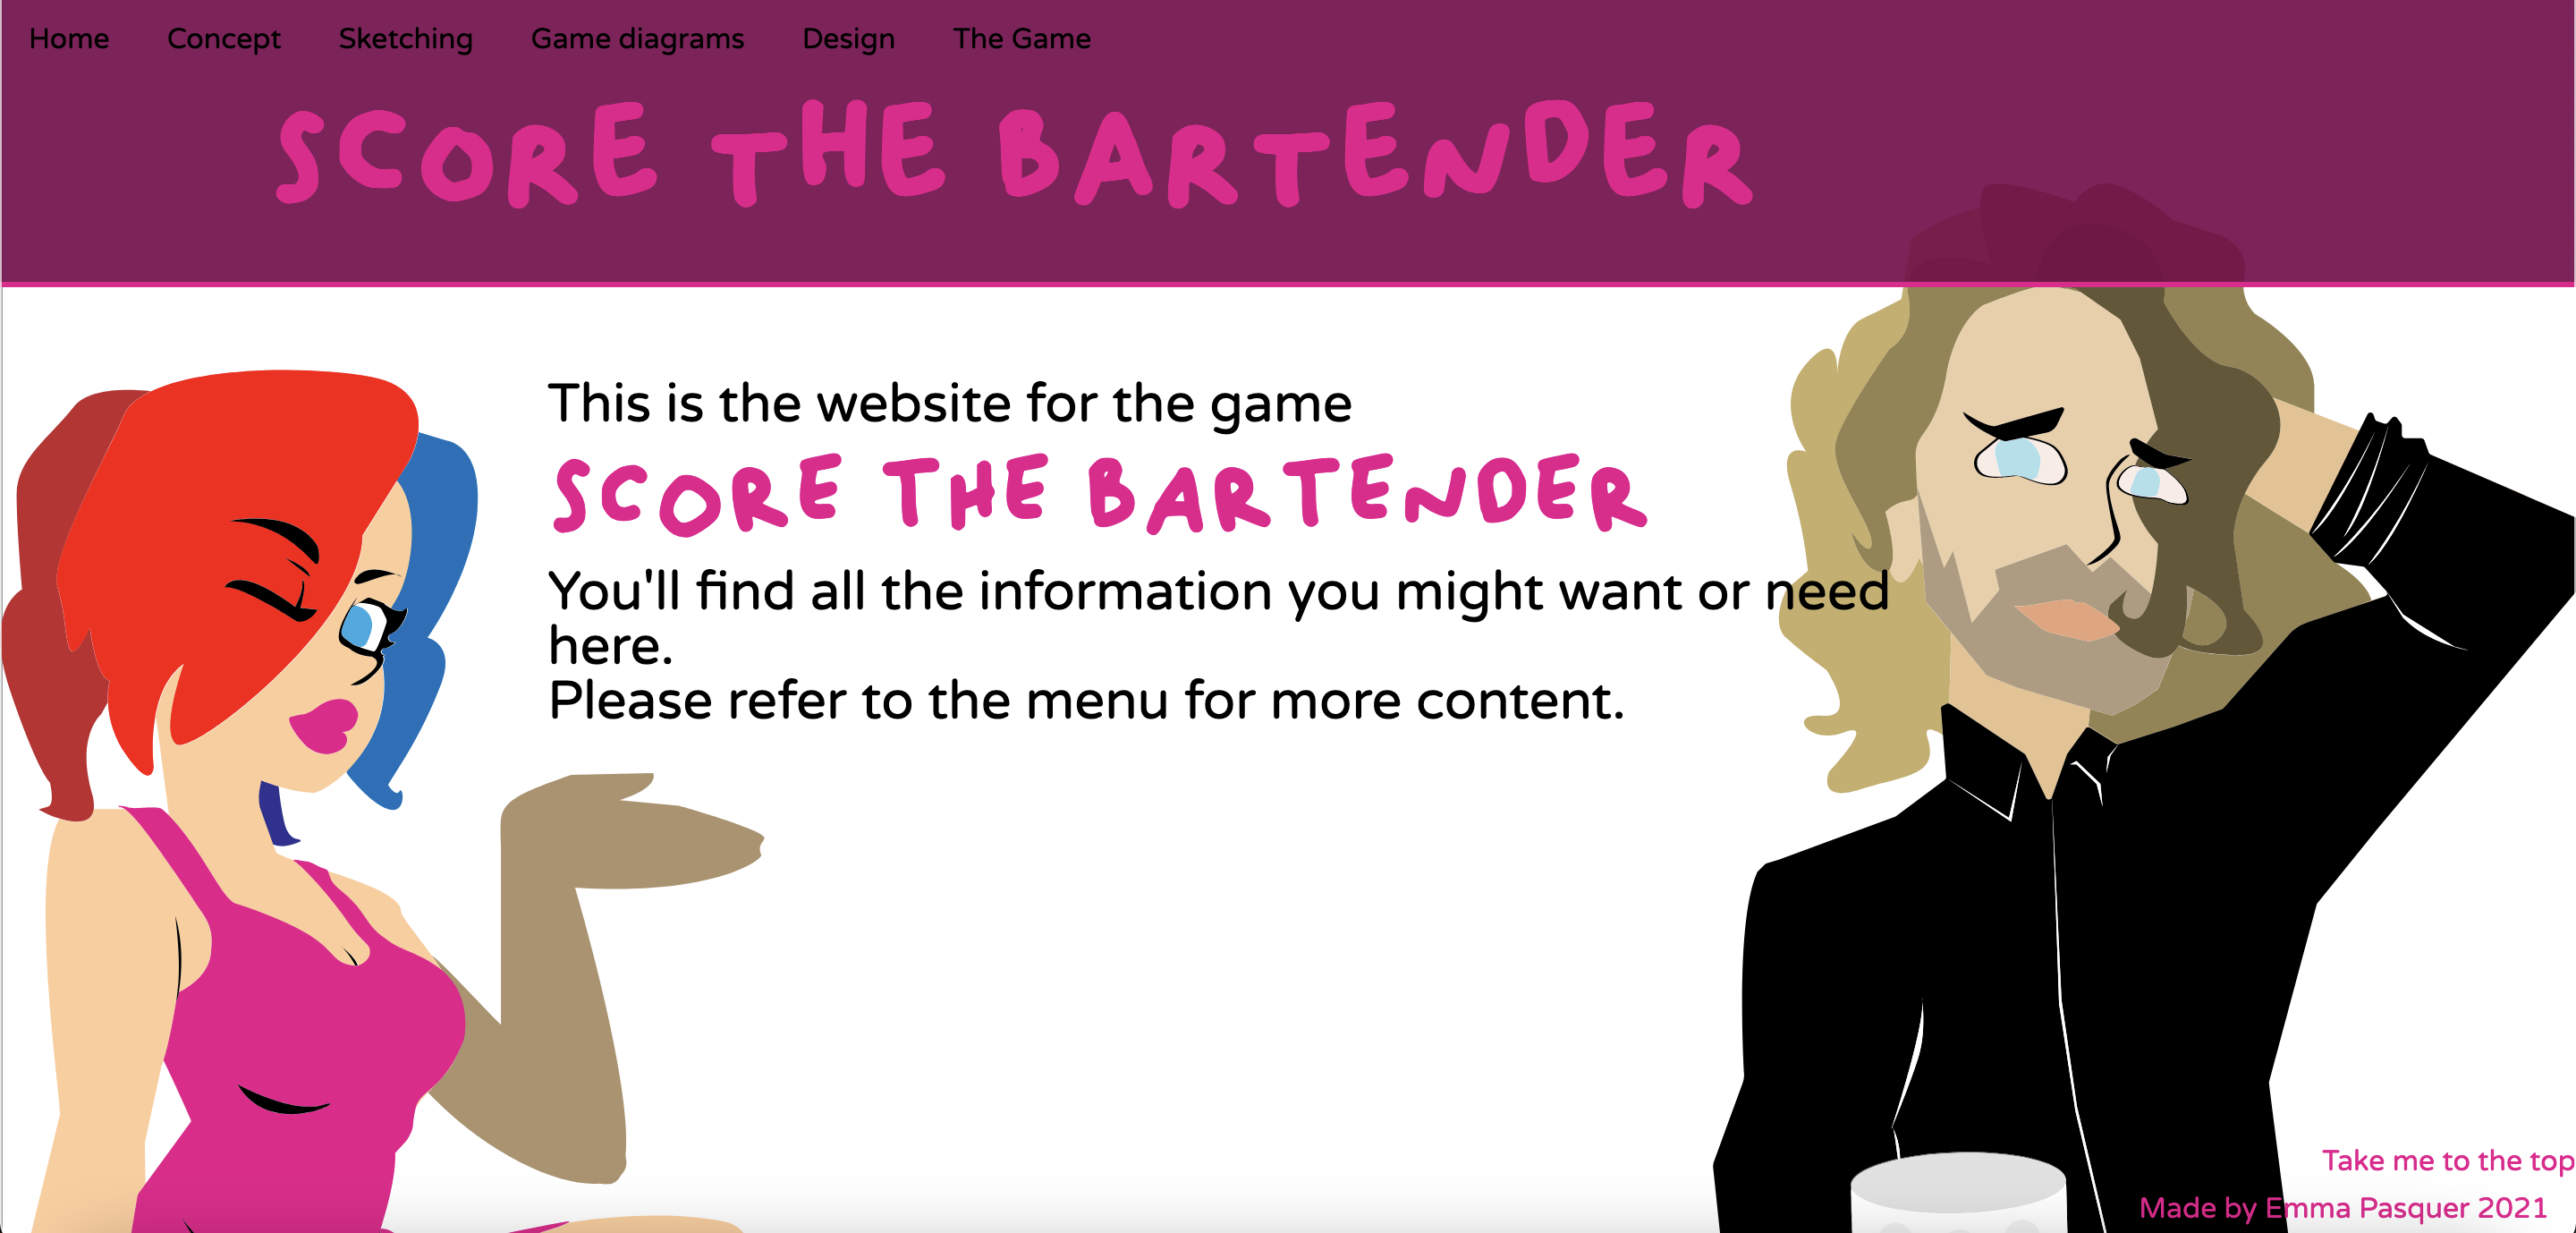 Home Concept Sketching Game diagrams Design The Game
SCORE THE BARTENDER
This is the website for the game
SCORE THE BARTENDER
You'll find all the information you might want or need
here.
Please refer to the menu for more content.
Take me to the top
Made by Emma Pasquer 2021